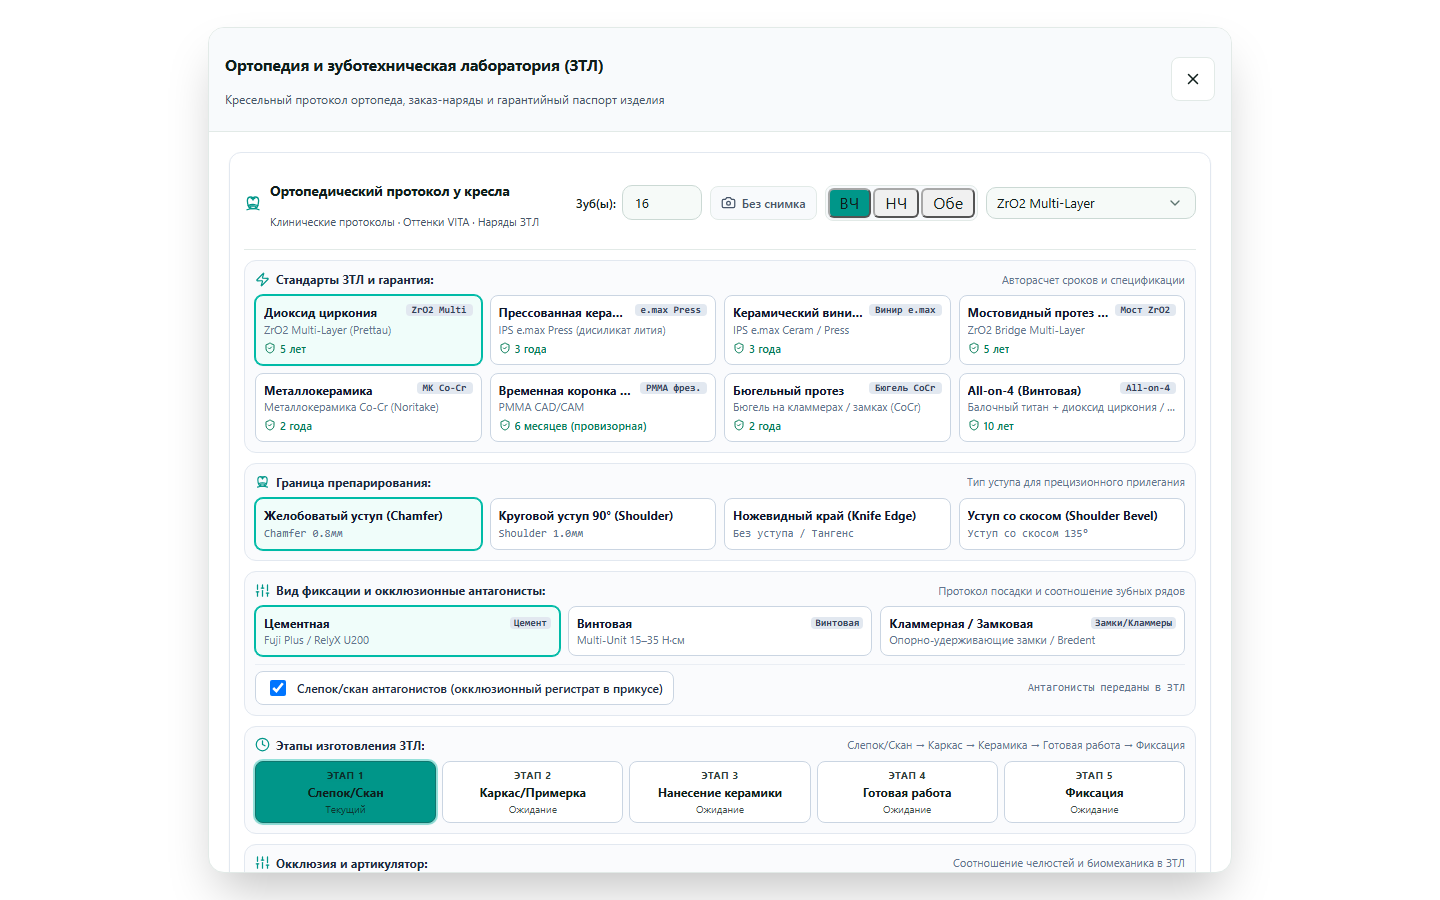 Ортопедия и зуботехническая лаборатория (ЗТЛ)
Кресельный протокол ортопеда, заказ-наряды и гарантийный паспорт изделия
Ортопедический протокол у кресла
Клинические протоколы · Оттенки VITA · Наряды ЗТЛ
Зуб(ы): 16 Без снимка ВЧ НЧ Обе ZrO2 Multi-Layer
Стандарты ЗТЛ и гарантия: Авторасчет сроков и спецификации
Диоксид циркония ZrO2 Multi
ZrO2 Multi-Layer (Prettau)
5 лет
Прессованная кера... e.max Press
IPS e.max Press (дисиликат лития)
3 года
Керамический вини... Винир e.max
IPS e.max Ceram / Press
3 года
Мостовидный протез ... Мост ZrO2
ZrO2 Bridge Multi-Layer
5 лет
Металлокерамика МК Co-Cr
Металлокерамика Co-Cr (Noritake)
2 года
Временная коронка ... PMMA фрез.
PMMA CAD/CAM
6 месяцев (провизорная)
Бюгельный протез Бюгель CoCr
Бюгель на кламмерах / замках (CoCr)
2 года
All-on-4 (Винтовая) All-on-4
Балочный титан + диоксид циркония / ...
10 лет
Граница препарирования: Тип уступа для прецизионного прилегания
Желобоватый уступ (Chamfer)
Chamfer 0.8мм
Круговой уступ 90° (Shoulder)
Shoulder 1.0мм
Ножевидный край (Knife Edge)
Без уступа / Тангенс
Уступ со скосом (Shoulder Bevel)
Уступ со скосом 135°
Вид фиксации и окклюзионные антагонисты: Протокол посадки и соотношение зубных рядов
Цементная Цемент
Fuji Plus / RelyX U200
Винтовая Винтовая
Multi-Unit 15–35 Н·см
Кламмерная / Замковая Замки/Кламмеры
Опорно-удерживающие замки / Bredent
Слепок/скан антагонистов (окклюзионный регистрат в прикусе) Антагонисты переданы в ЗТЛ
Этапы изготовления ЗТЛ: Слепок/Скан → Каркас → Керамика → Готовая работа → Фиксация
ЭТАП 1
Слепок/Скан
Текущий
ЭТАП 2
Каркас/Примерка
Ожидание
ЭТАП 3
Нанесение керамики
Ожидание
ЭТАП 4
Готовая работа
Ожидание
ЭТАП 5
Фиксация
Ожидание
Окклюзия и артикулятор: Соотношение челюстей и биомеханика в ЗТЛ